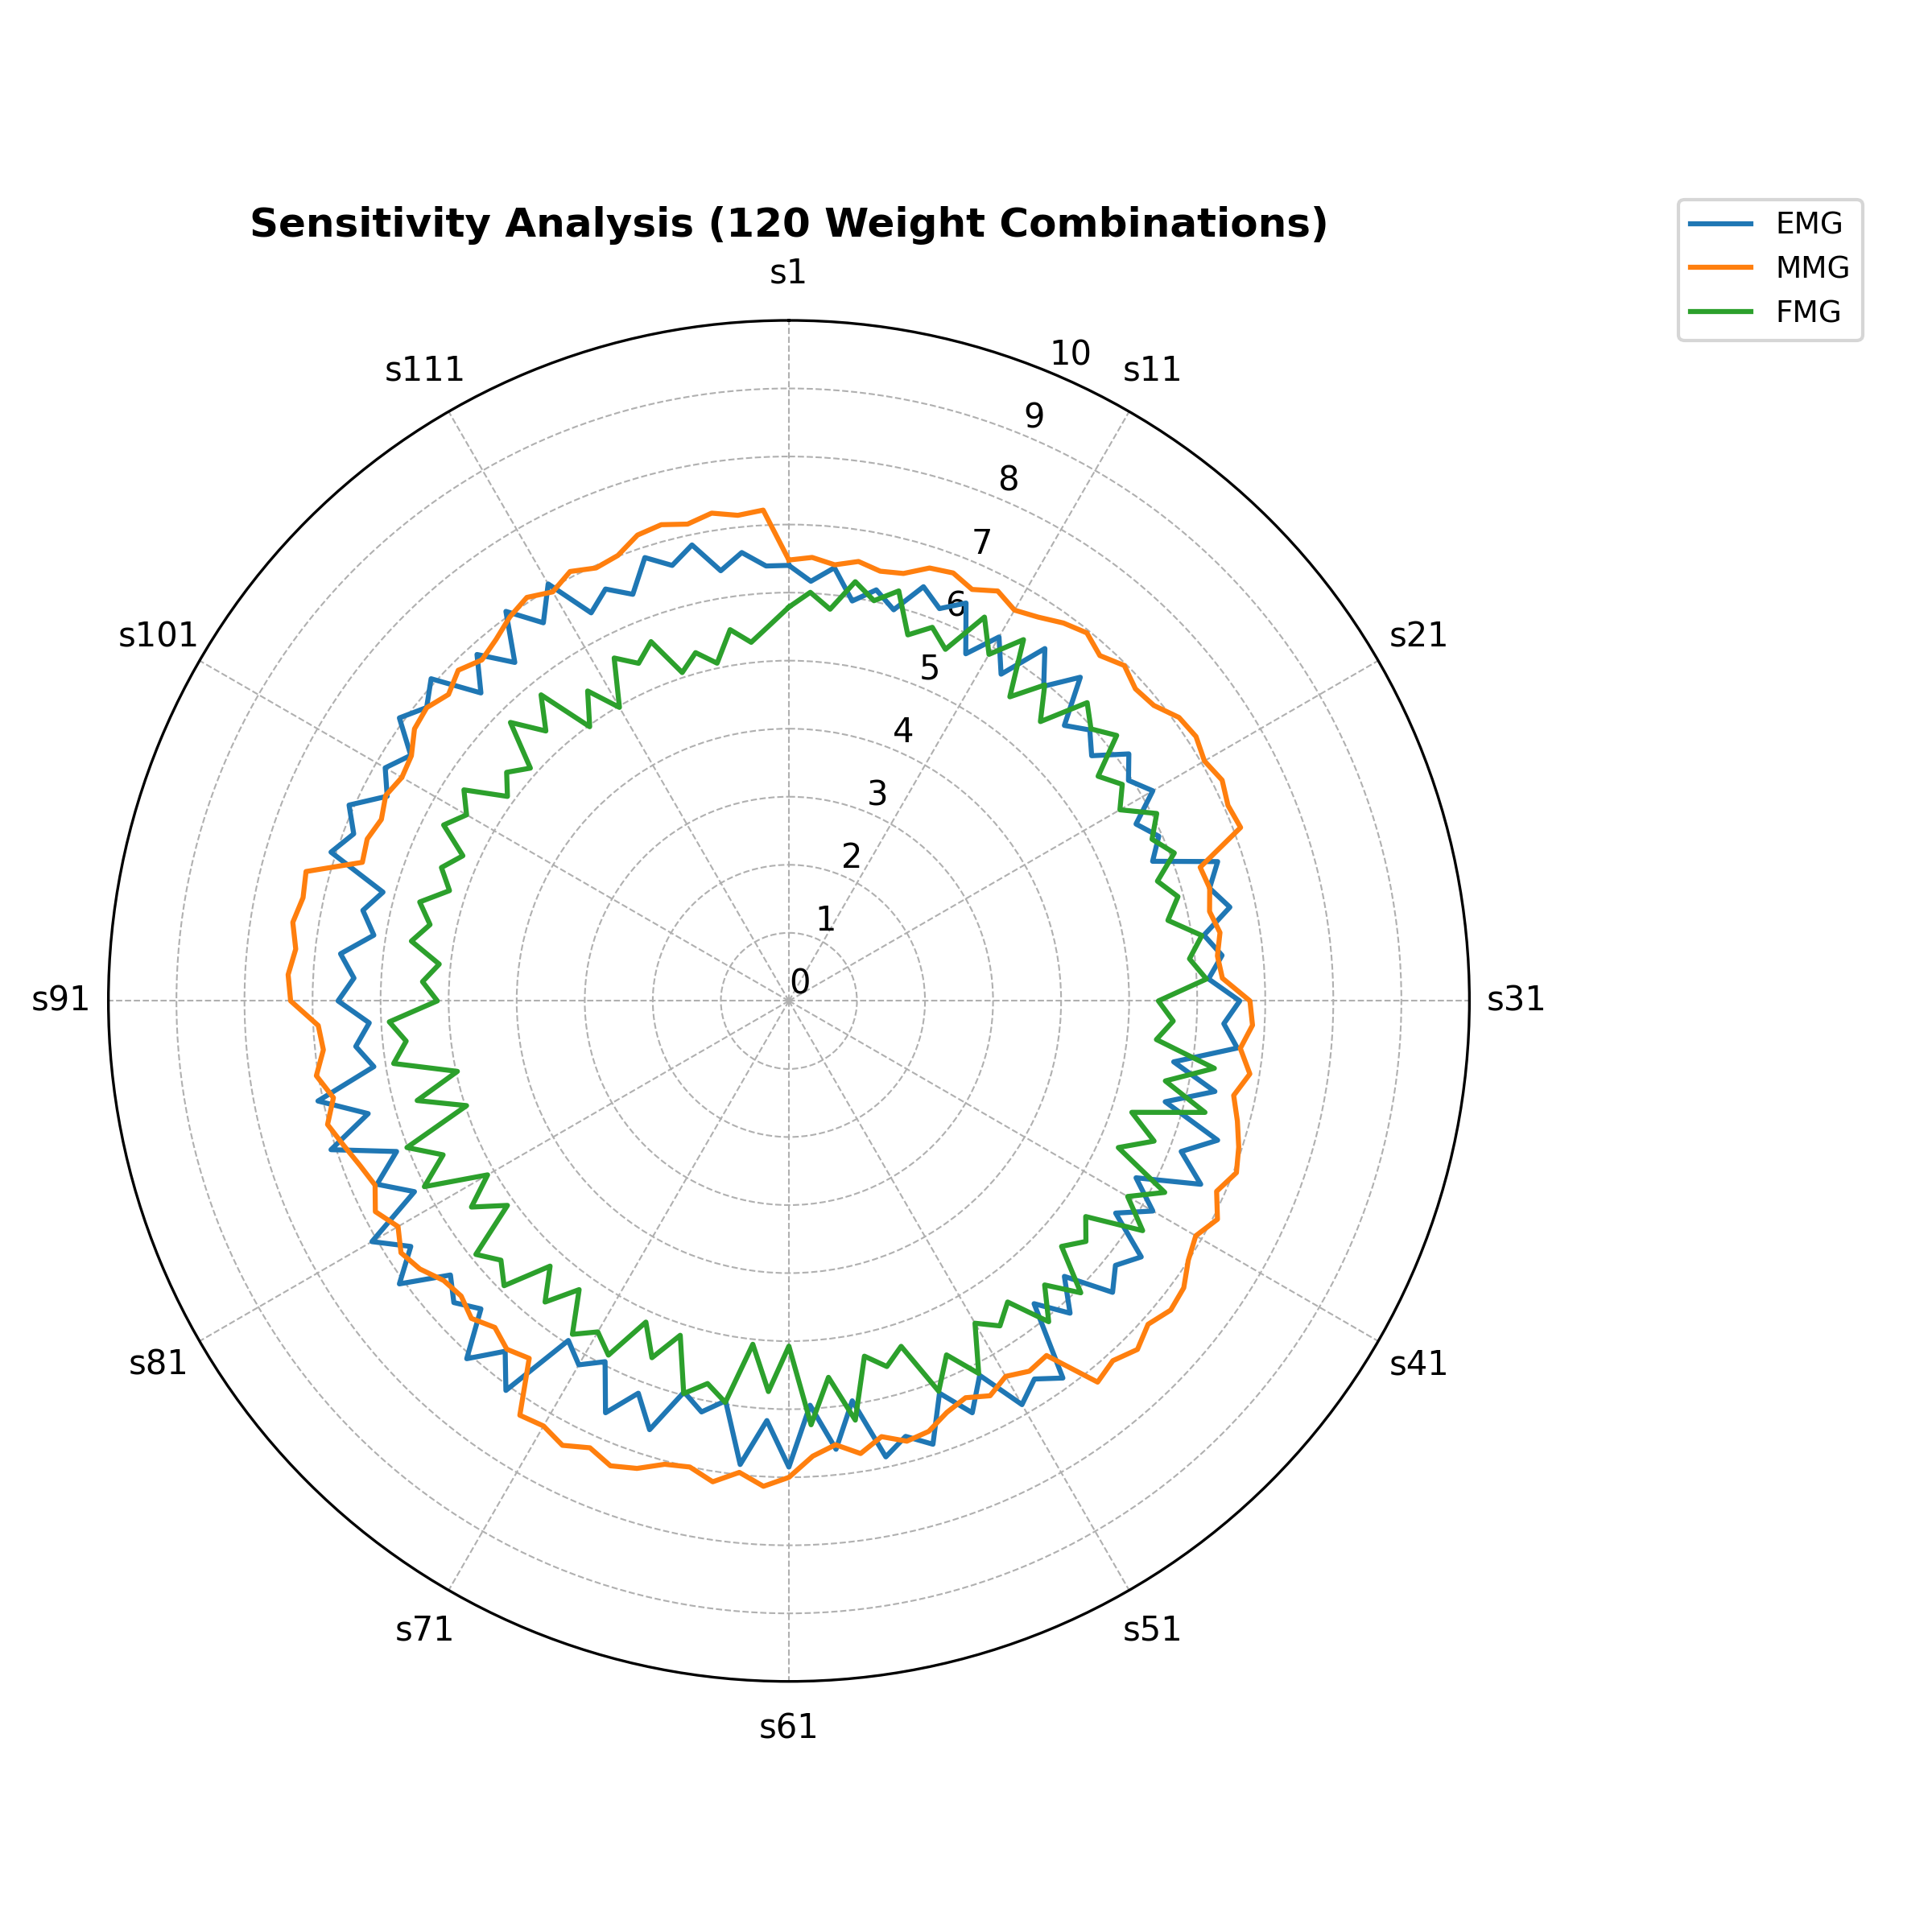 Sensitivity Analysis (120 Weight Combinations)
EMG
MMG
FMG
s1
s11
s21
s31
s41
s51
s61
s71
s81
s91
s101
s111
10
9
8
7
6
5
4
3
2
1
0